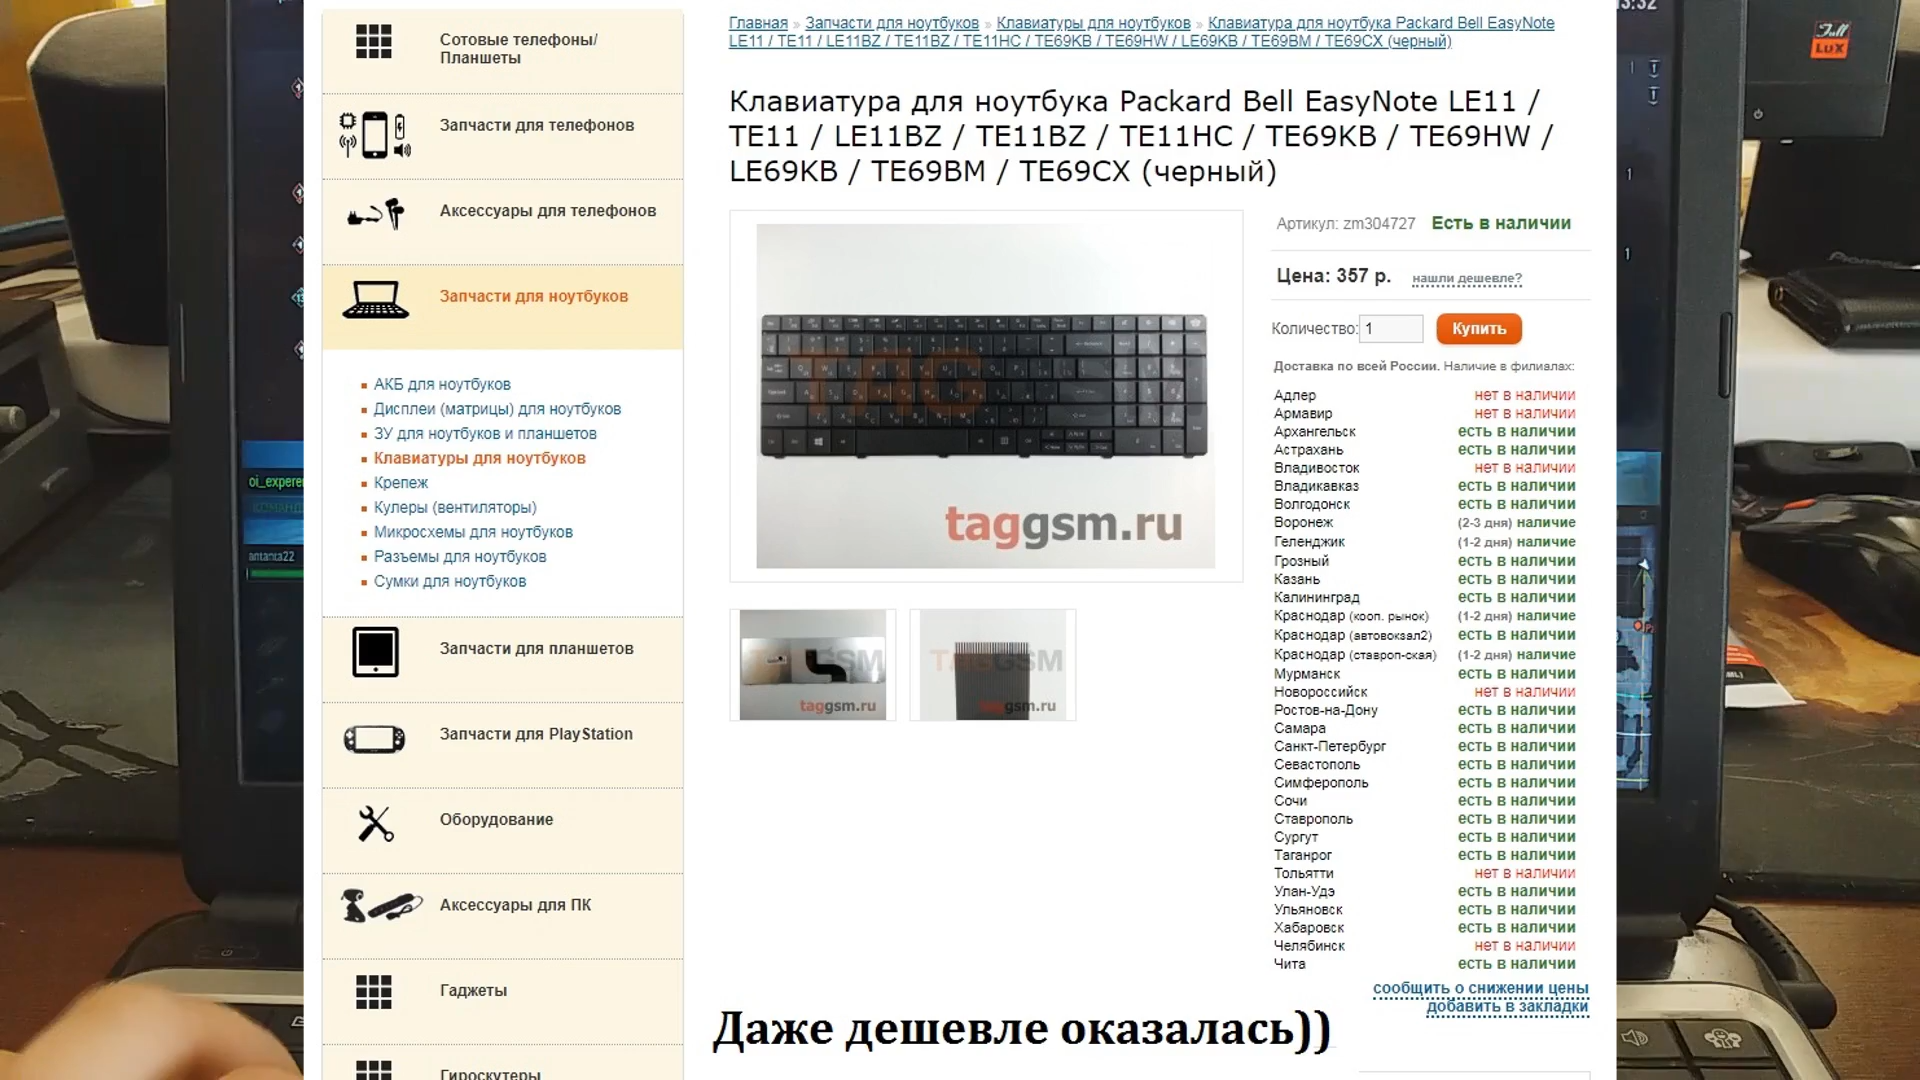 Сотовые телефоны/
Планшеты
Запчасти для телефонов
Аксессуары для телефонов
Запчасти для ноутбуков
АКБ для ноутбуков
Дисплеи (матрицы) для ноутбуков
ЗУ для ноутбуков и планшетов
Клавиатуры для ноутбуков
Крепеж
Кулеры (вентиляторы)
Микросхемы для ноутбуков
Разъемы для ноутбуков
Сумки для ноутбуков
Запчасти для планшетов
Запчасти для PlayStation
Оборудование
Аксессуары для ПК
Гаджеты
Гироскутеры
Главная » Запчасти для ноутбуков » Клавиатуры для ноутбуков » Клавиатура для ноутбука Packard Bell EasyNote
LE11 / TE11 / LE11BZ / TE11BZ / TE11HC / TE69KB / TE69HW / LE69KB / TE69BM / TE69CX (черный)
Клавиатура для ноутбука Packard Bell EasyNote LE11 /
TE11 / LE11BZ / TE11BZ / TE11HC / TE69KB / TE69HW /
LE69KB / TE69BM / TE69CX (черный)
TAG
taggsm.ru
TAGGSM
taggsm.ru
TAGGSM
taggsm.ru
Артикул: zm304727 Есть в наличии
Цена: 357 р. нашли дешевле?
Количество: 1 Купить
Доставка по всей России. Наличие в филиалах:
Адлер нет в наличии
Армавир нет в наличии
Архангельск есть в наличии
Астрахань есть в наличии
Владивосток нет в наличии
Владикавказ есть в наличии
Волгодонск есть в наличии
Воронеж (2-3 дня) наличие
Геленджик (1-2 дня) наличие
Грозный есть в наличии
Казань есть в наличии
Калининград есть в наличии
Краснодар (кооп. рынок) (1-2 дня) наличие
Краснодар (автовокзал2) есть в наличии
Краснодар (ставроп-ская) (1-2 дня) наличие
Мурманск есть в наличии
Новороссийск нет в наличии
Ростов-на-Дону есть в наличии
Самара есть в наличии
Санкт-Петербург есть в наличии
Севастополь есть в наличии
Симферополь есть в наличии
Сочи есть в наличии
Ставрополь есть в наличии
Сургут есть в наличии
Таганрог есть в наличии
Тольятти нет в наличии
Улан-Удэ есть в наличии
Ульяновск есть в наличии
Хабаровск есть в наличии
Челябинск нет в наличии
Чита есть в наличии
сообщить о снижении цены
добавить в закладки
Даже дешевле оказалась))
antanta22
Full
LUX